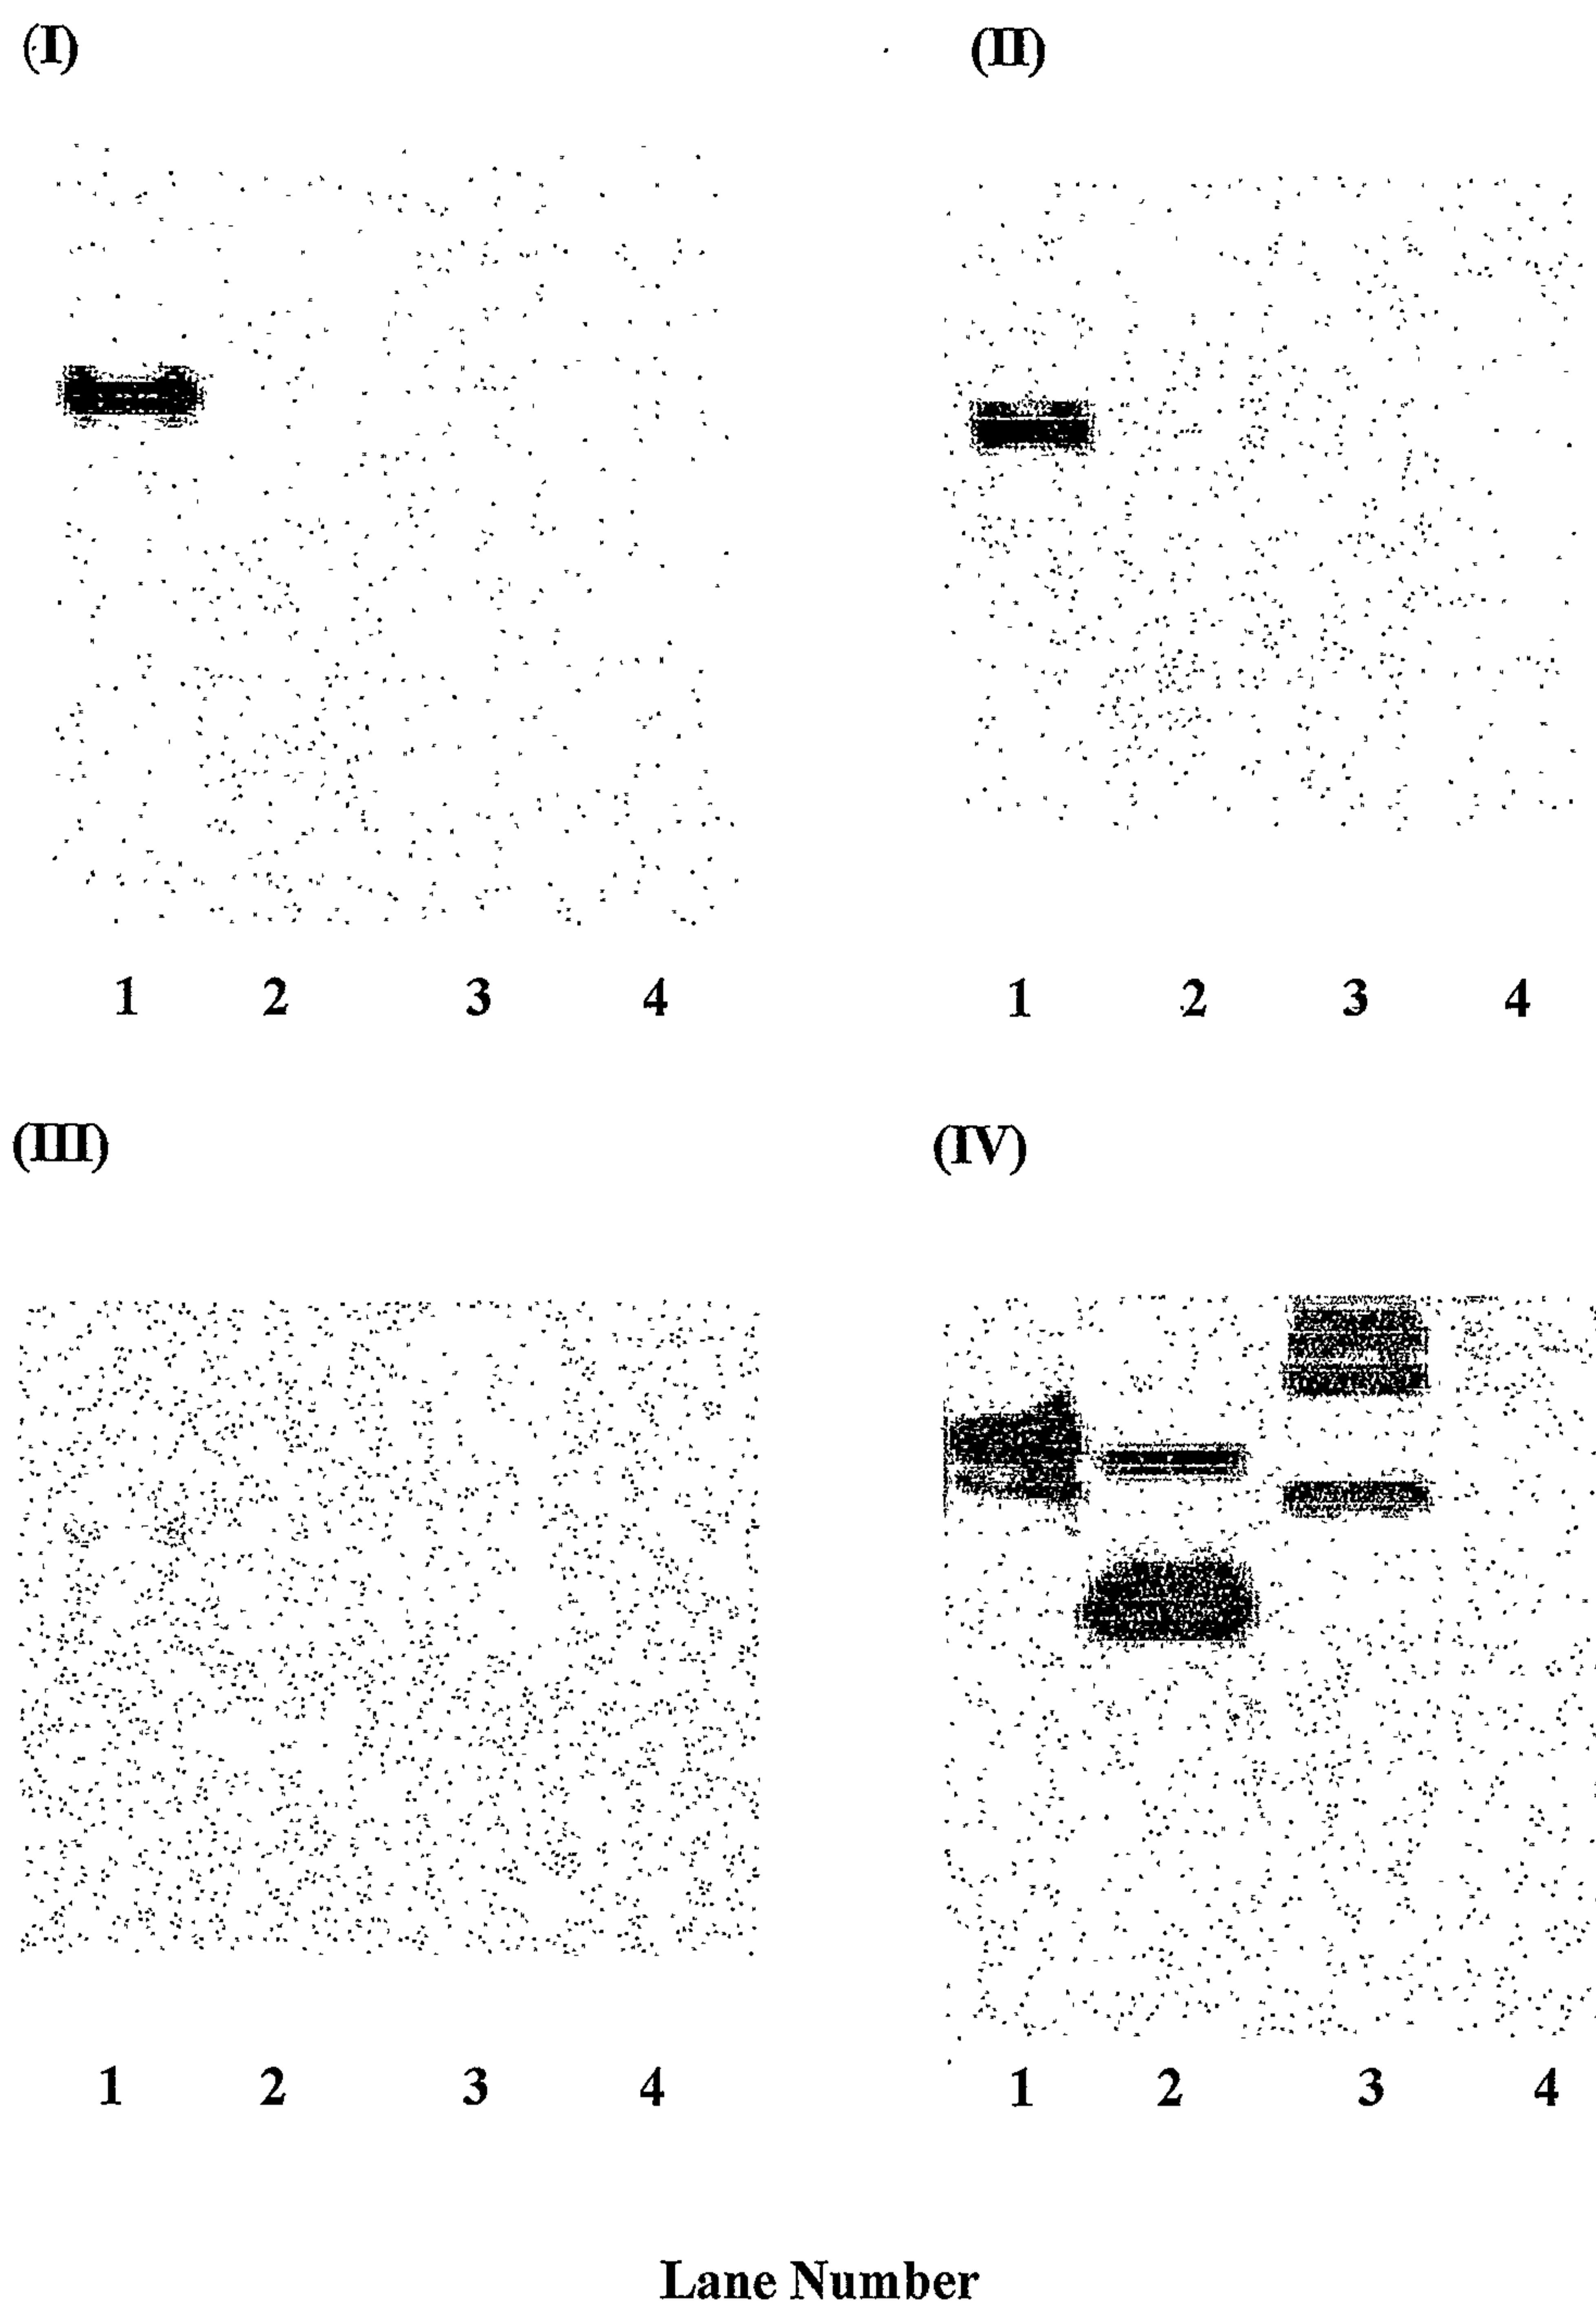 (I) (II)
1 2 3 4 1 2 3 4
(III) (IV)
1 2 3 4 1 2 3 4
Lane Number